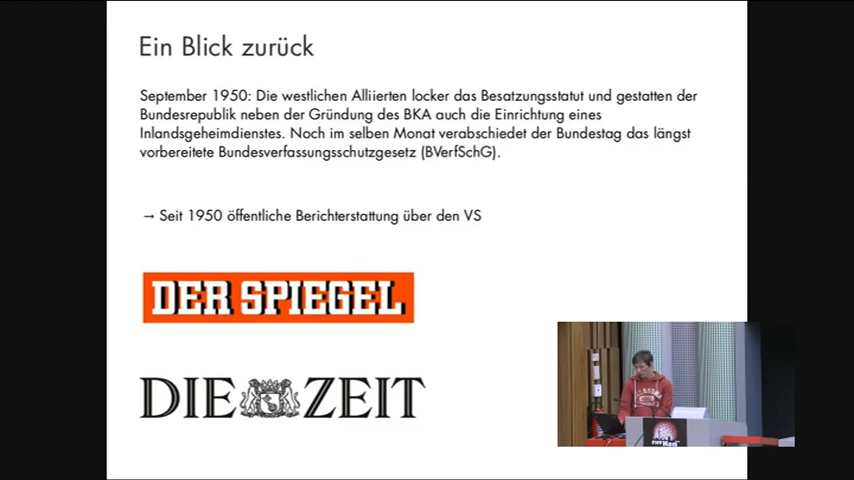 Ein Blick zurück
September 1950: Die westlichen Alliierten locker das Besatzungsstatut und gestatten der
Bundesrepublik neben der Gründung des BKA auch die Einrichtung eines
Inlandsgeheimdienstes. Noch im selben Monat verabschiedet der Bundestag das längst
vorbereitete Bundesverfassungsschutzgesetz (BVerfSchG).
→ Seit 1950 öffentliche Berichterstattung über den VS
DER SPIEGEL
DIE ZEIT